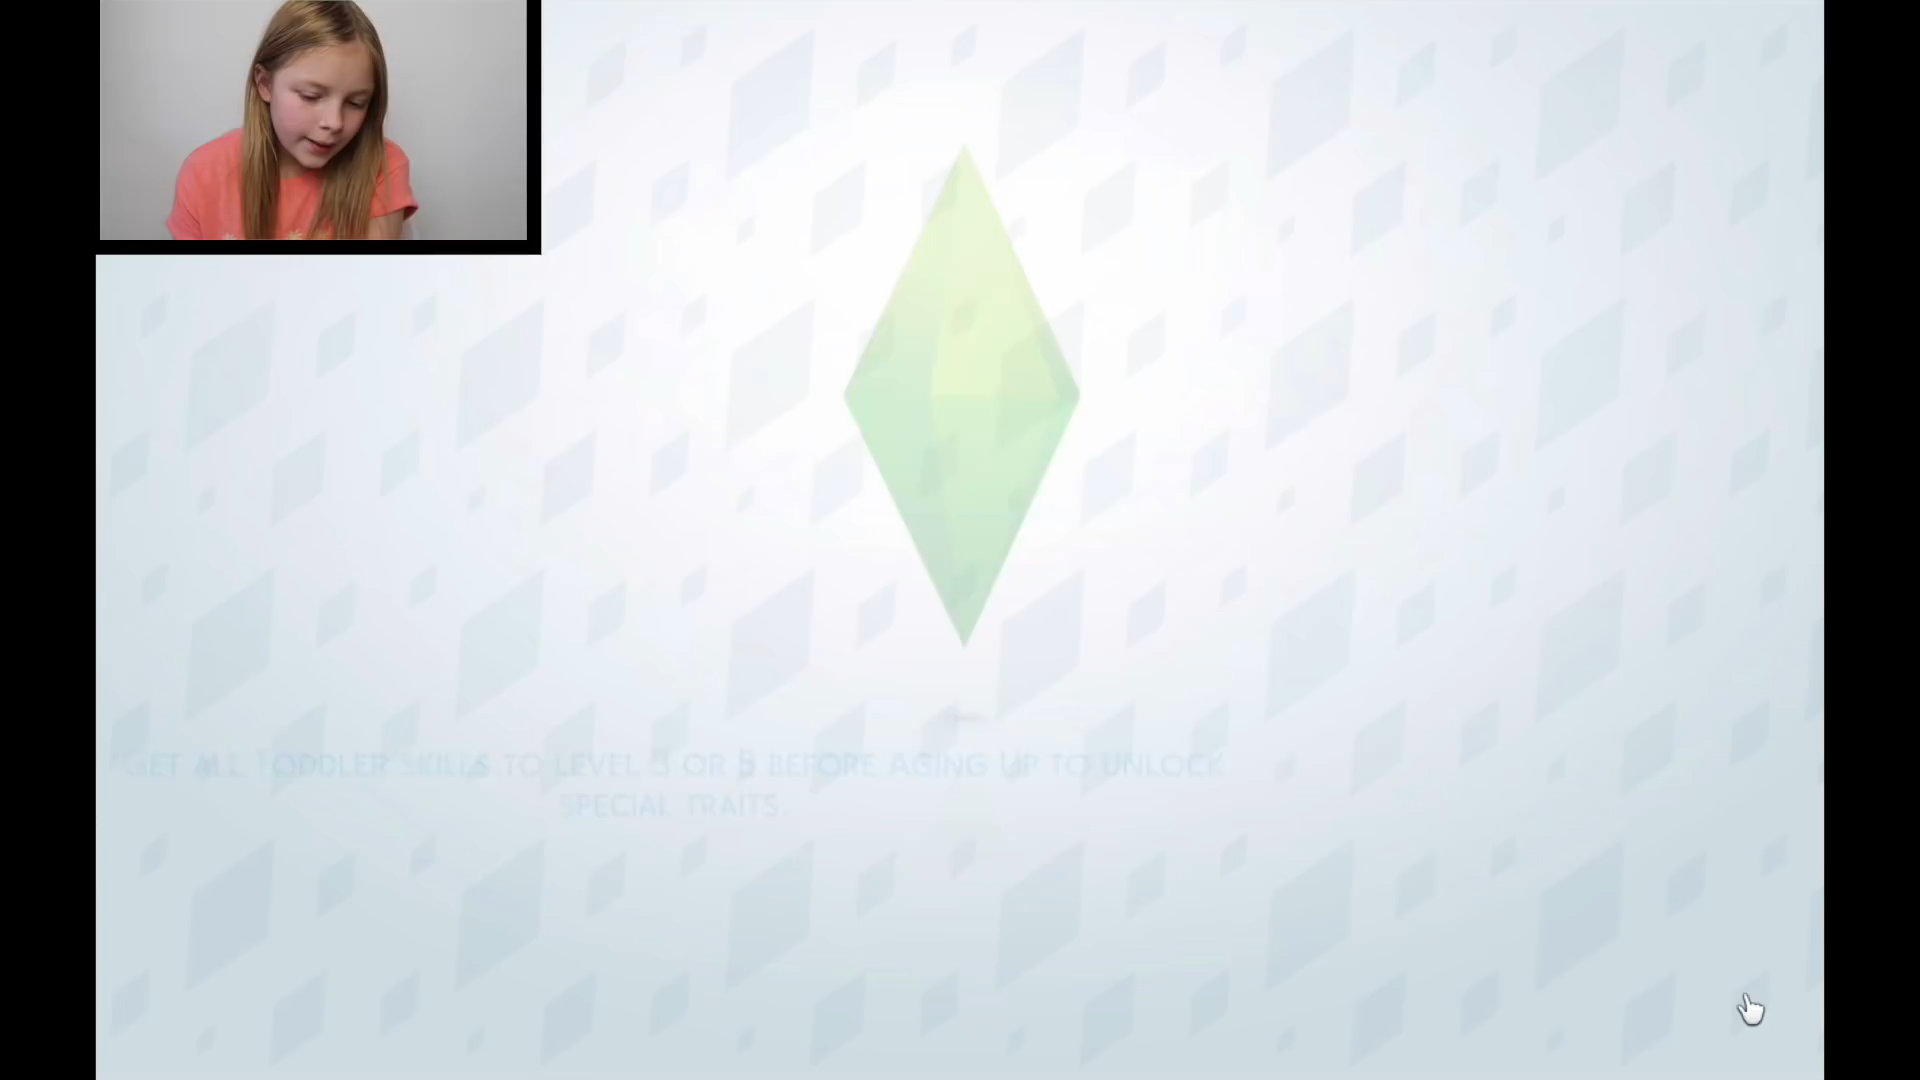 GET ALL TODDLER SKILLS TO LEVEL 3 OR 5 BEFORE AGING UP TO UNLOCK
SPECIAL TRAITS.